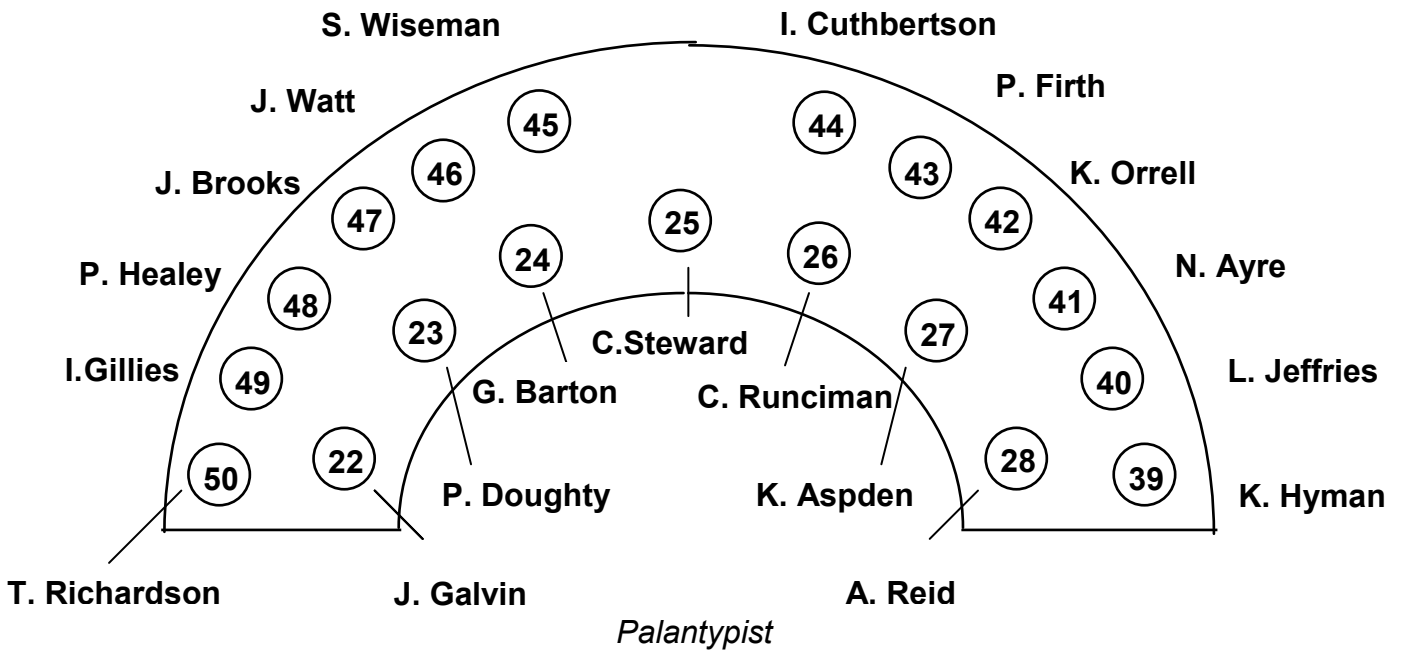 S. Wiseman
I. Cuthbertson
J. Watt
P. Firth
45
44
J. Brooks
46
43
K. Orrell
47
42
25
P. Healey
24
26
N. Ayre
48
41
23
27
C.Steward
I.Gillies
49
40
L. Jeffries
G. Barton
C. Runciman
50
22
28
39
P. Doughty
K. Aspden
K. Hyman
T. Richardson
J. Galvin
A. Reid
Palantypist